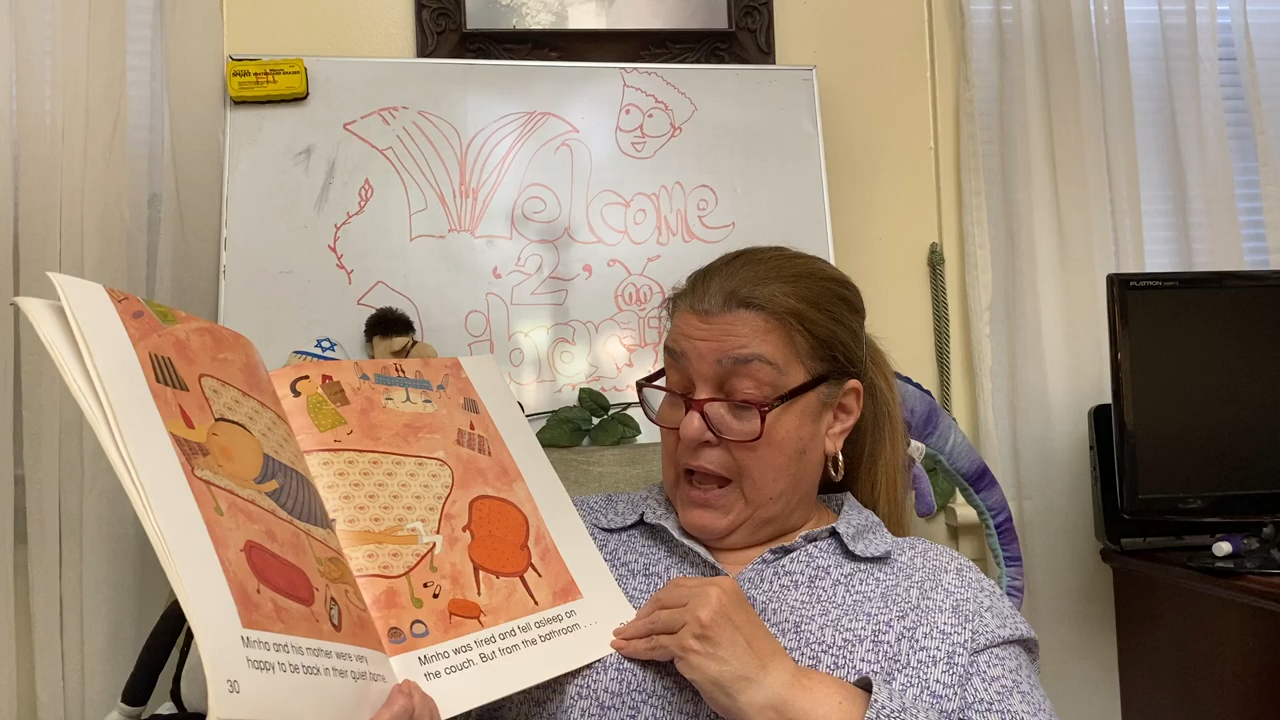 Welcome
"2"
FLATRON
Minho and his mother were very
happy to be back in their quiet home
30
Minho was tired and fell asleep on
the couch. But from the bathroom . . .